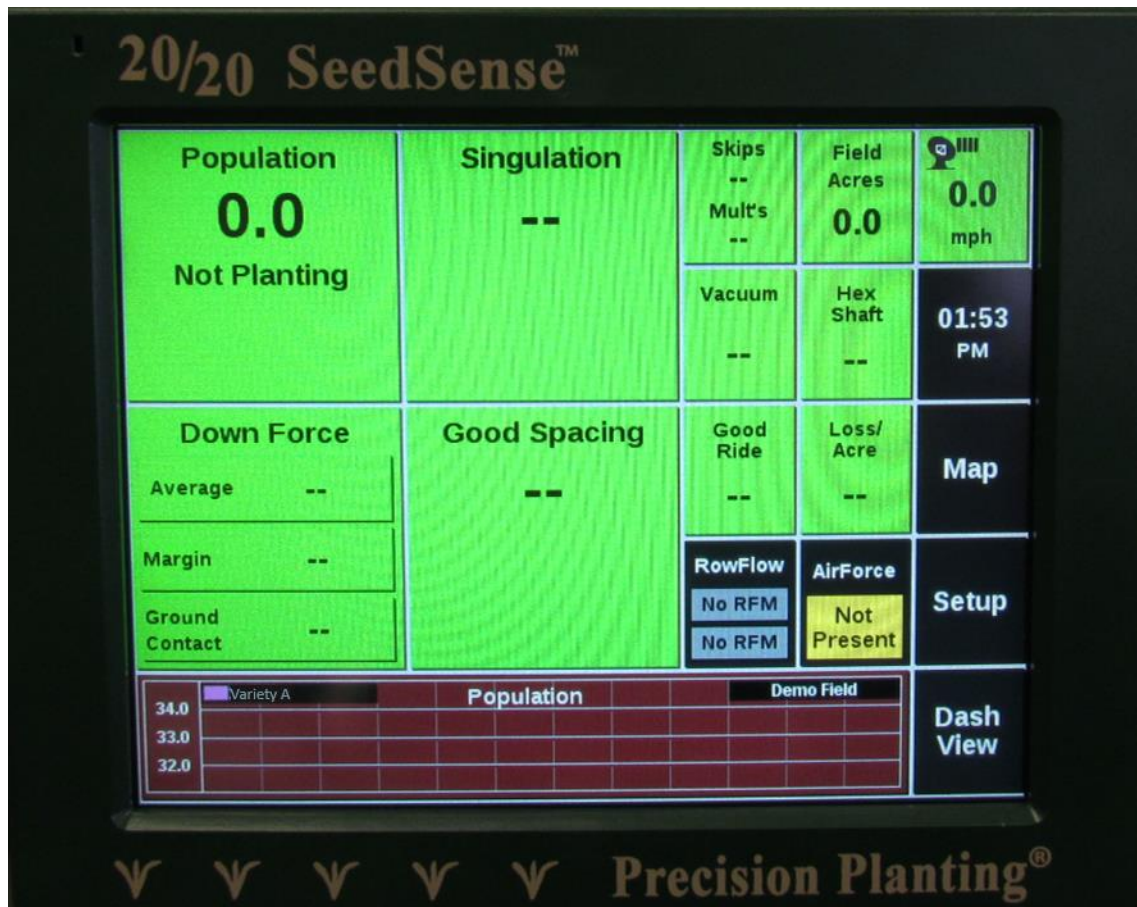 20/20 SeedSense™
Population
0.0
Not Planting
Singulation
--
Skips
--
Mult's
--
Field
Acres
0.0
0.0
mph
Vacuum
--
Hex
Shaft
--
01:53
PM
Down Force
Average --
Margin --
Ground
Contact --
Good Spacing
--
Good
Ride
--
Loss/
Acre
--
Map
RowFlow
No RFM
No RFM
AirForce
Not
Present
Setup
Variety A
Population
Demo Field
34.0
33.0
32.0
Dash
View
Precision Planting®